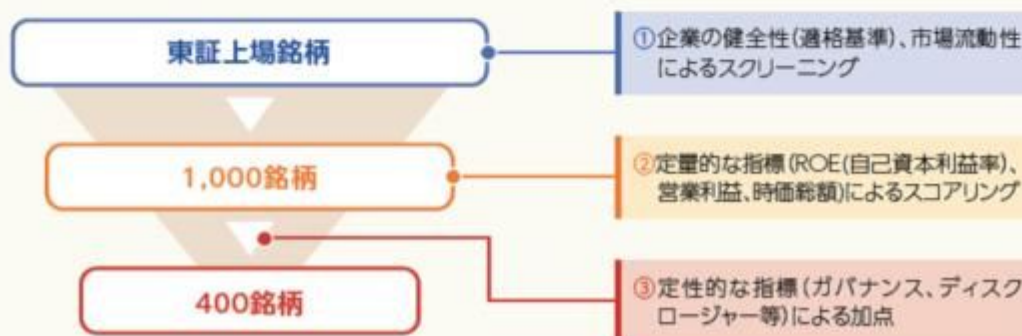 東証上場銘柄
①企業の健全性(適格基準)、市場流動性
によるスクリーニング
1,000銘柄
②定量的な指標(ROE(自己資本利益率)、
営業利益、時価総額)によるスコアリング
400銘柄
③定性的な指標(ガバナンス、ディスク
ロージャー等)による加点